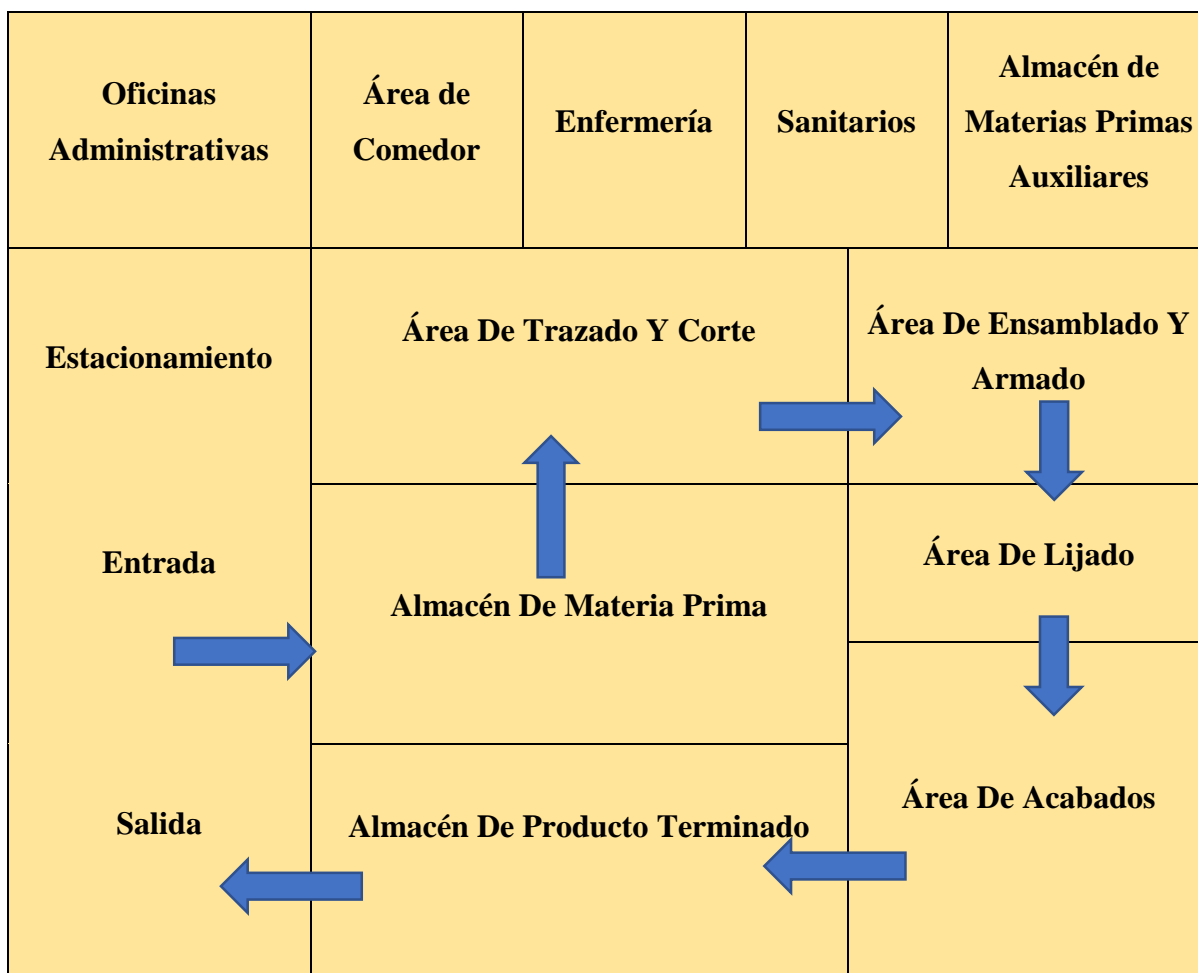 Oficinas
Administrativas
Área de
Comedor
Enfermería
Sanitarios
Almacén de
Materias Primas
Auxiliares
Estacionamiento
Área De Trazado Y Corte
Área De Ensamblado Y
Armado
Entrada
Almacén De Materia Prima
Área De Lijado
Salida
Almacén De Producto Terminado
Área De Acabados